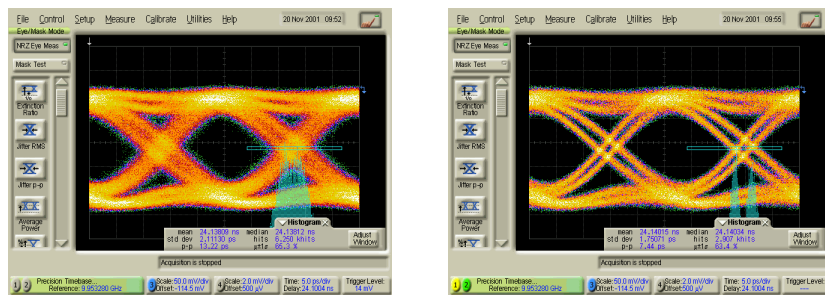 File Control Setup Measure Calibrate Utilities Help 20 Nov 2001 09:52
Eye/Mask Mode
NRZ Eye Meas
Mask Test
Extinction
Ratio
Jitter RMS
Jitter p-p
Average
Power
Histogram
mean 24.13809 ns median 24.13812 ns
std dev 2.11130 ps hits 6.250 khits
p-p 13.22 ps μ±1σ 65.3 %
Adjust
Window
Acquisition is stopped
1 2 Precision Timebase...
Reference: 9.953280 GHz
3 Scale: 50.0 mV/div
Offset: -114.5 mV
4 Scale: 2.0 mV/div
Offset: 500 μV
Time: 5.0 ps/div
Delay: 24.1004 ns
Trigger Level:
14 mV
File Control Setup Measure Calibrate Utilities Help 20 Nov 2001 09:55
Eye/Mask Mode
NRZ Eye Meas
Mask Test
Extinction
Ratio
Jitter RMS
Jitter p-p
Average
Power
Histogram
mean 24.14015 ns median 24.14034 ns
std dev 1.75071 ps hits 2.907 khits
p-p 7.44 ps μ±1σ 63.4 %
Adjust
Window
Acquisition is stopped
1 2 Precision Timebase...
Reference: 9.953280 GHz
3 Scale: 50.0 mV/div
Offset: -114.5 mV
4 Scale: 2.0 mV/div
Offset: 500 μV
Time: 5.0 ps/div
Delay: 24.1004 ns
Trigger Level: